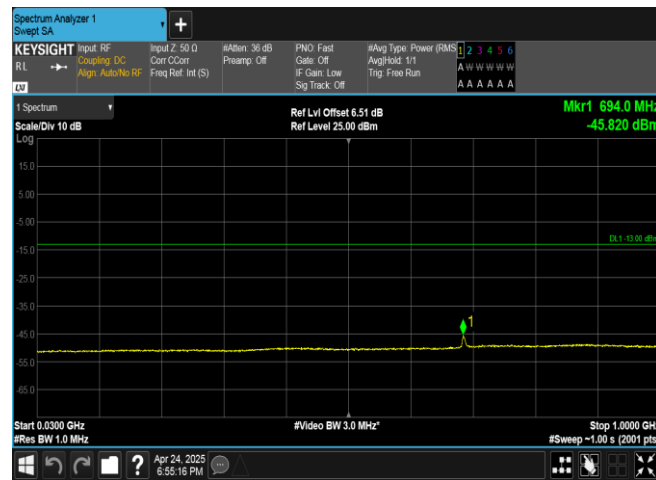 Spectrum Analyzer 1
Swept SA
+
KEYSIGHT
RL
LXI
Input: RF
Coupling: DC
Align: Auto/No RF
Input Z: 50 Ω
Corr CCorr
Freq Ref: Int (S)
#Atten: 36 dB
Preamp: Off
PNO: Fast
Gate: Off
IF Gain: Low
Sig Track: Off
#Avg Type: Power (RMS
Avg|Hold: 1/1
Trig: Free Run
1 2 3 4 5 6
A W W W W W
A A A A A A
1 Spectrum
Scale/Div 10 dB
Ref Lvl Offset 6.51 dB
Ref Level 25.00 dBm
Mkr1 694.0 MHz
-45.820 dBm
Log
15.0
5.00
-5.00
-15.0
-25.0
-35.0
-45.0
-55.0
-65.0
DL1 -13.00 dBm
1
Start 0.0300 GHz
#Res BW 1.0 MHz
#Video BW 3.0 MHz*
Stop 1.0000 GHz
#Sweep ~1.00 s (2001 pts
?
Apr 24, 2025
6:55:16 PM